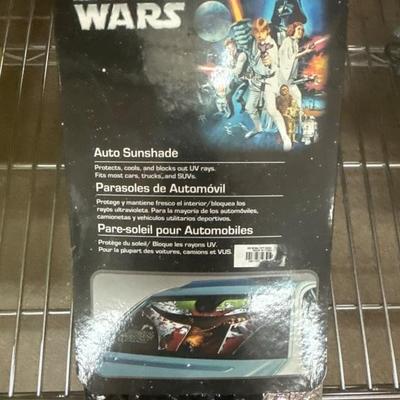 WARS
Auto Sunshade
Protects, cools, and blocks out UV rays.
Fits most cars, trucks, and SUVs.
Parasoles de Automóvil
Protege y mantiene fresco el interior/bloquea los
rayos ultravioleta. Para la mayoría de los automóviles,
camionetas y vehículos utilitarios deportivos.
Pare-soleil pour Automobiles
Protège du soleil/ Bloque les rayons UV.
Pour la plupart des voitures, camions et VUS.